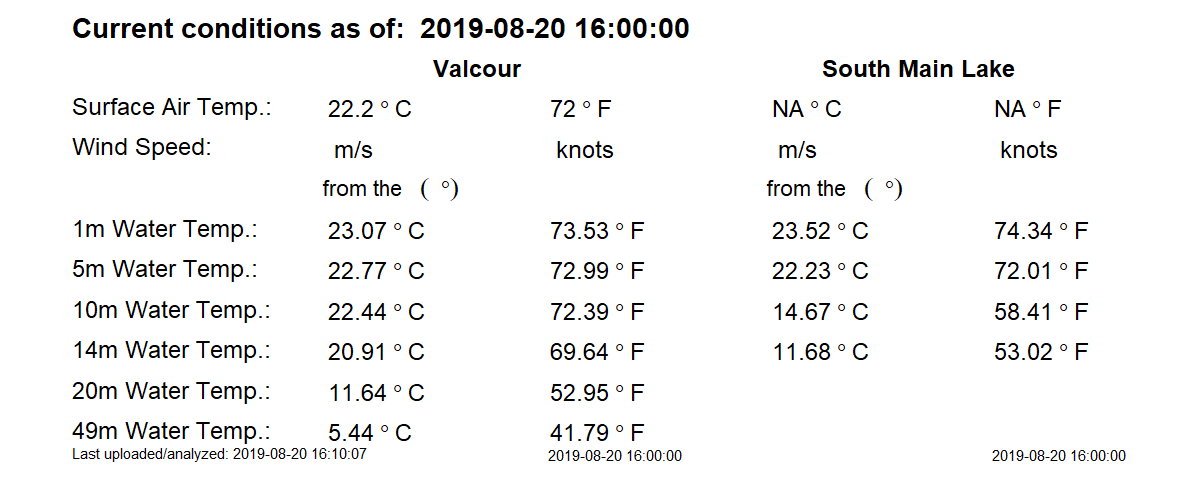 Current conditions as of: 2019-08-20 16:00:00
Valcour South Main Lake
Surface Air Temp.: 22.2 ° C 72 ° F NA ° C NA ° F
Wind Speed: m/s knots m/s knots
from the ( °) from the ( °)
1m Water Temp.: 23.07 ° C 73.53 ° F 23.52 ° C 74.34 ° F
5m Water Temp.: 22.77 ° C 72.99 ° F 22.23 ° C 72.01 ° F
10m Water Temp.: 22.44 ° C 72.39 ° F 14.67 ° C 58.41 ° F
14m Water Temp.: 20.91 ° C 69.64 ° F 11.68 ° C 53.02 ° F
20m Water Temp.: 11.64 ° C 52.95 ° F
49m Water Temp.: 5.44 ° C 41.79 ° F
Last uploaded/analyzed: 2019-08-20 16:10:07 2019-08-20 16:00:00 2019-08-20 16:00:00